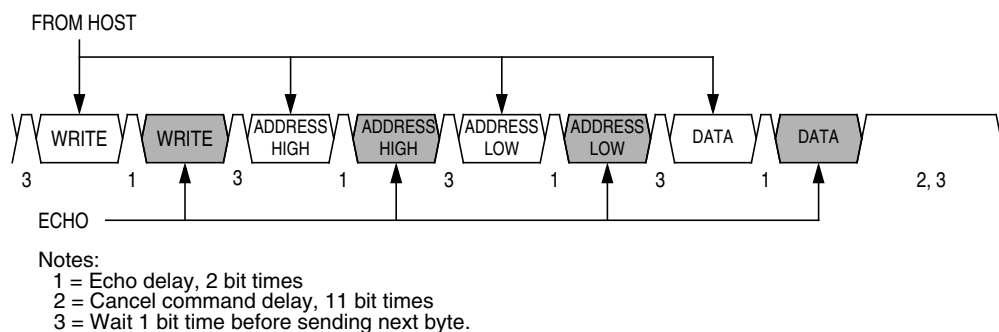 FROM HOST
WRITE WRITE ADDRESS HIGH ADDRESS HIGH ADDRESS LOW ADDRESS LOW DATA DATA
3 1 3 1 3 1 3 1 2, 3
ECHO
Notes:
1 = Echo delay, 2 bit times
2 = Cancel command delay, 11 bit times
3 = Wait 1 bit time before sending next byte.